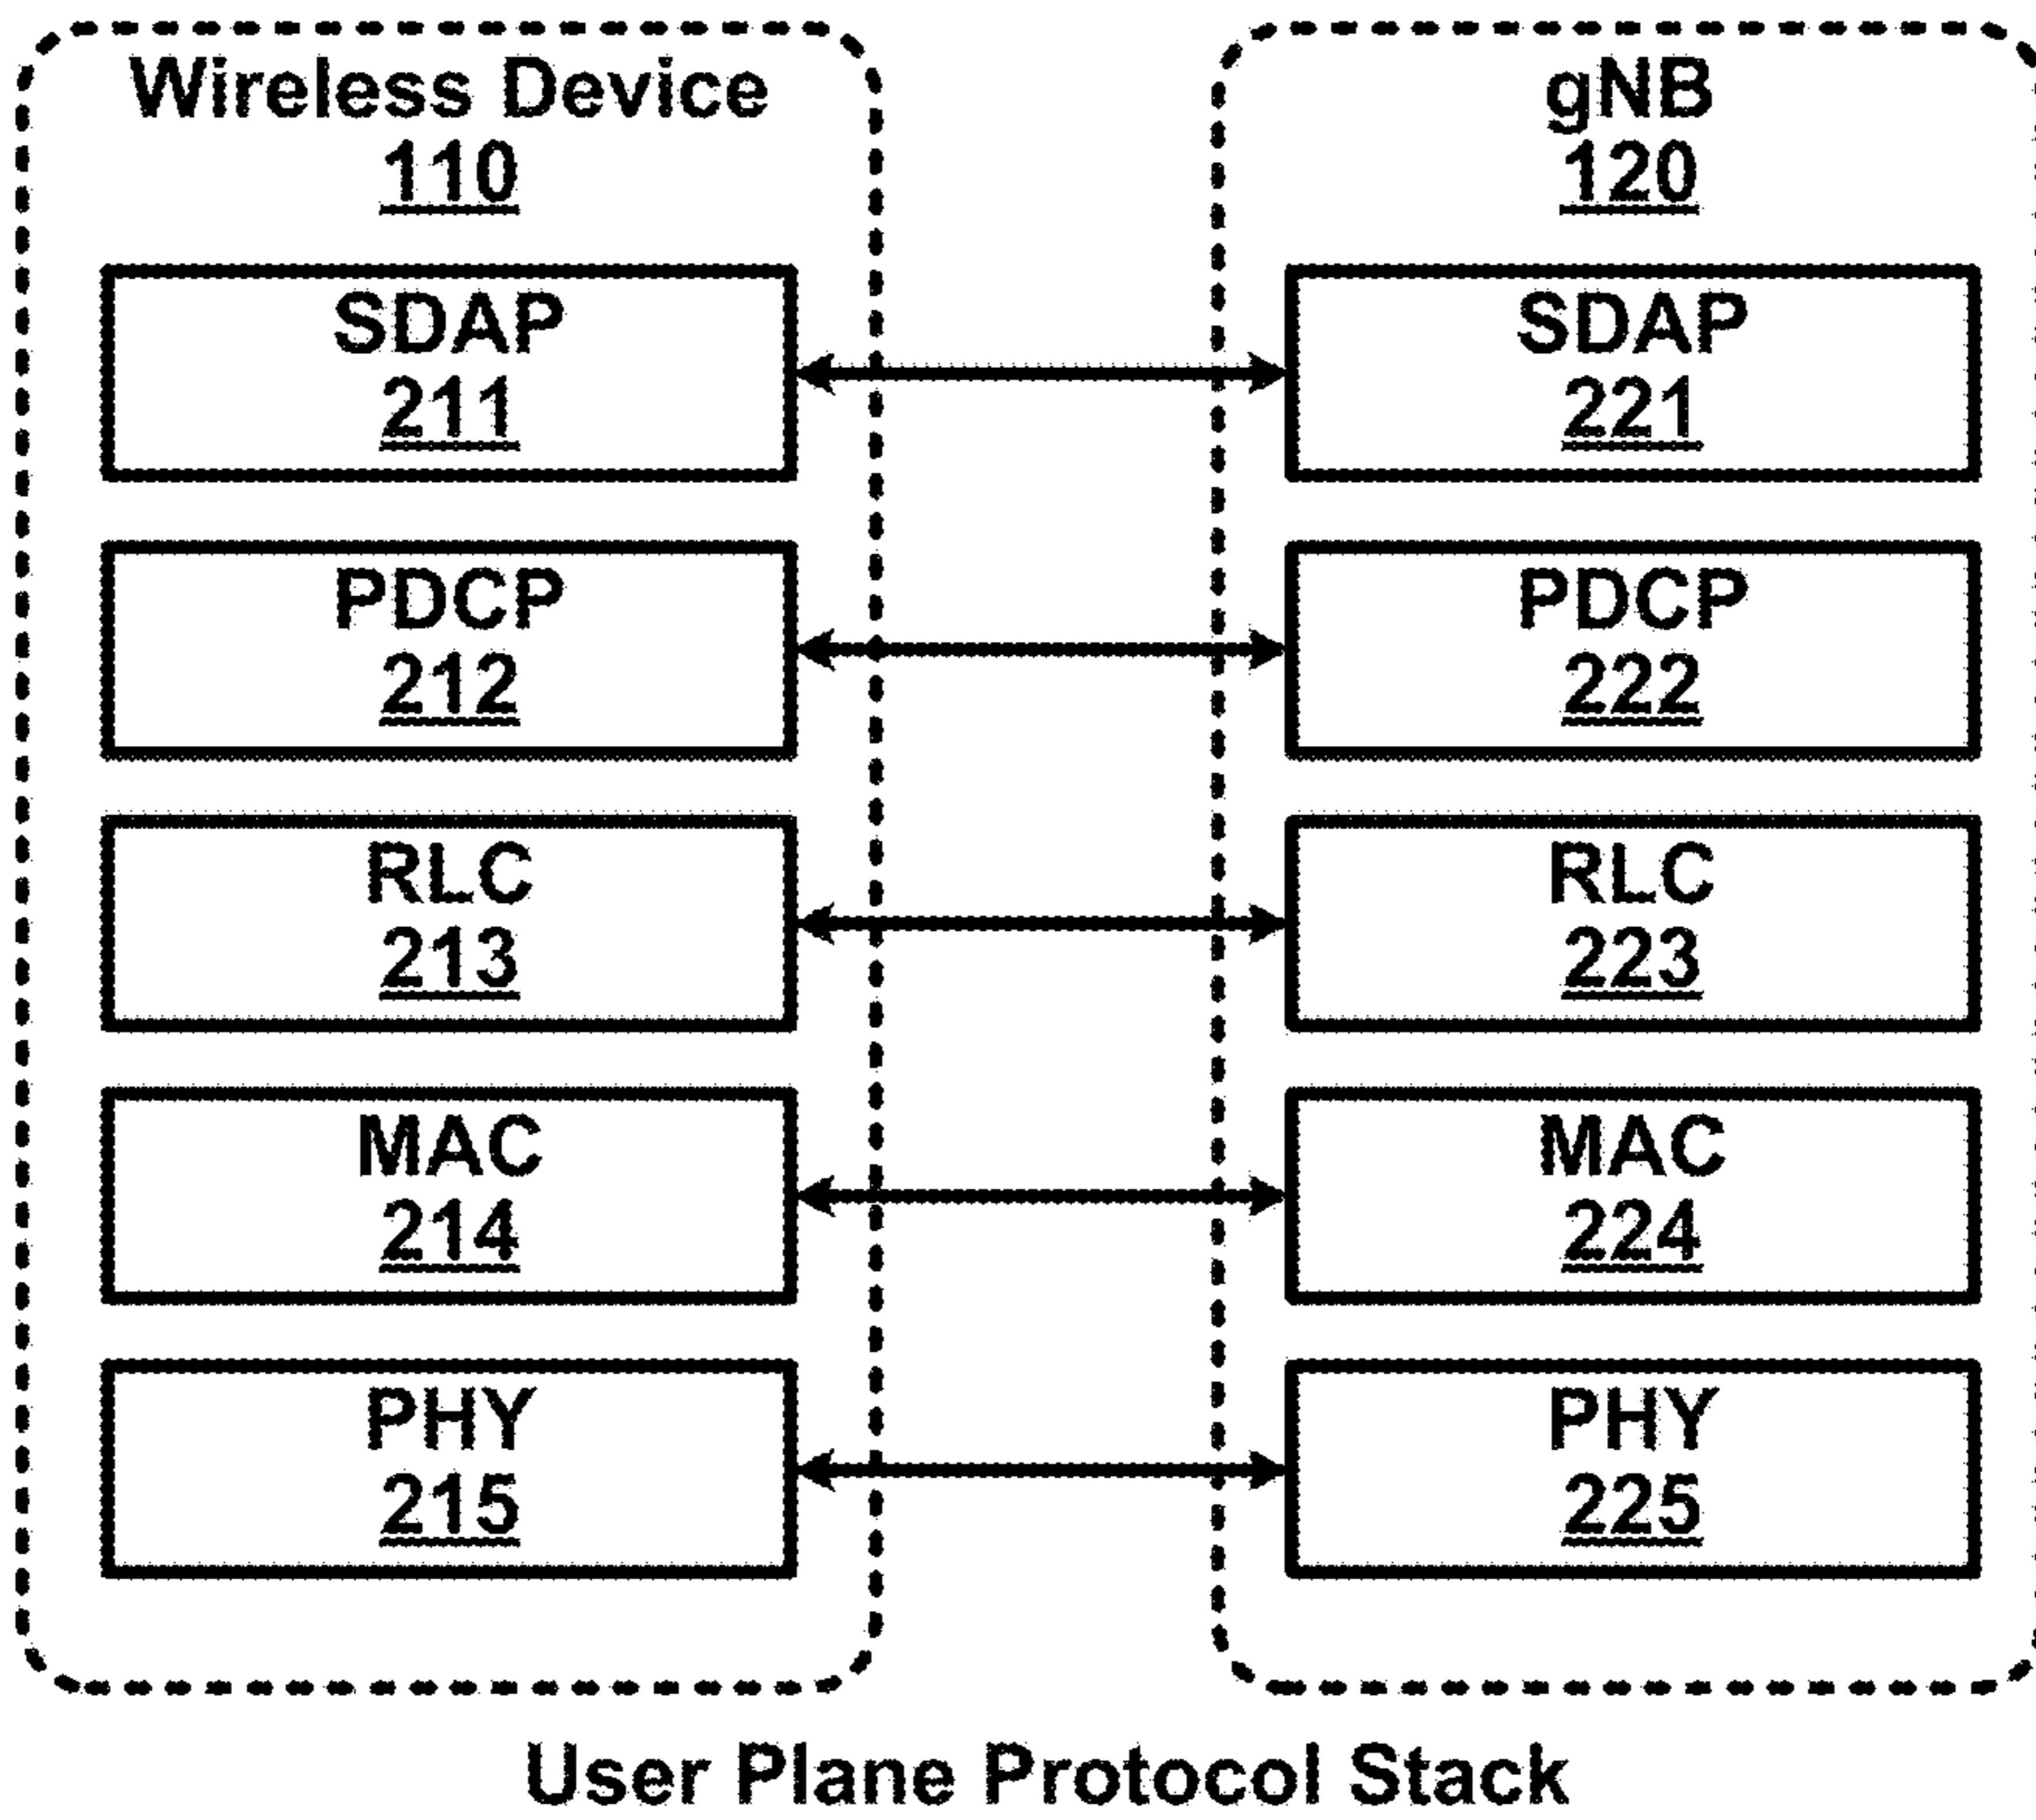 Wireless Device
110
SDAP
211
PDCP
212
RLC
213
MAC
214
PHY
215
gNB
120
SDAP
221
PDCP
222
RLC
223
MAC
224
PHY
225
User Plane Protocol Stack